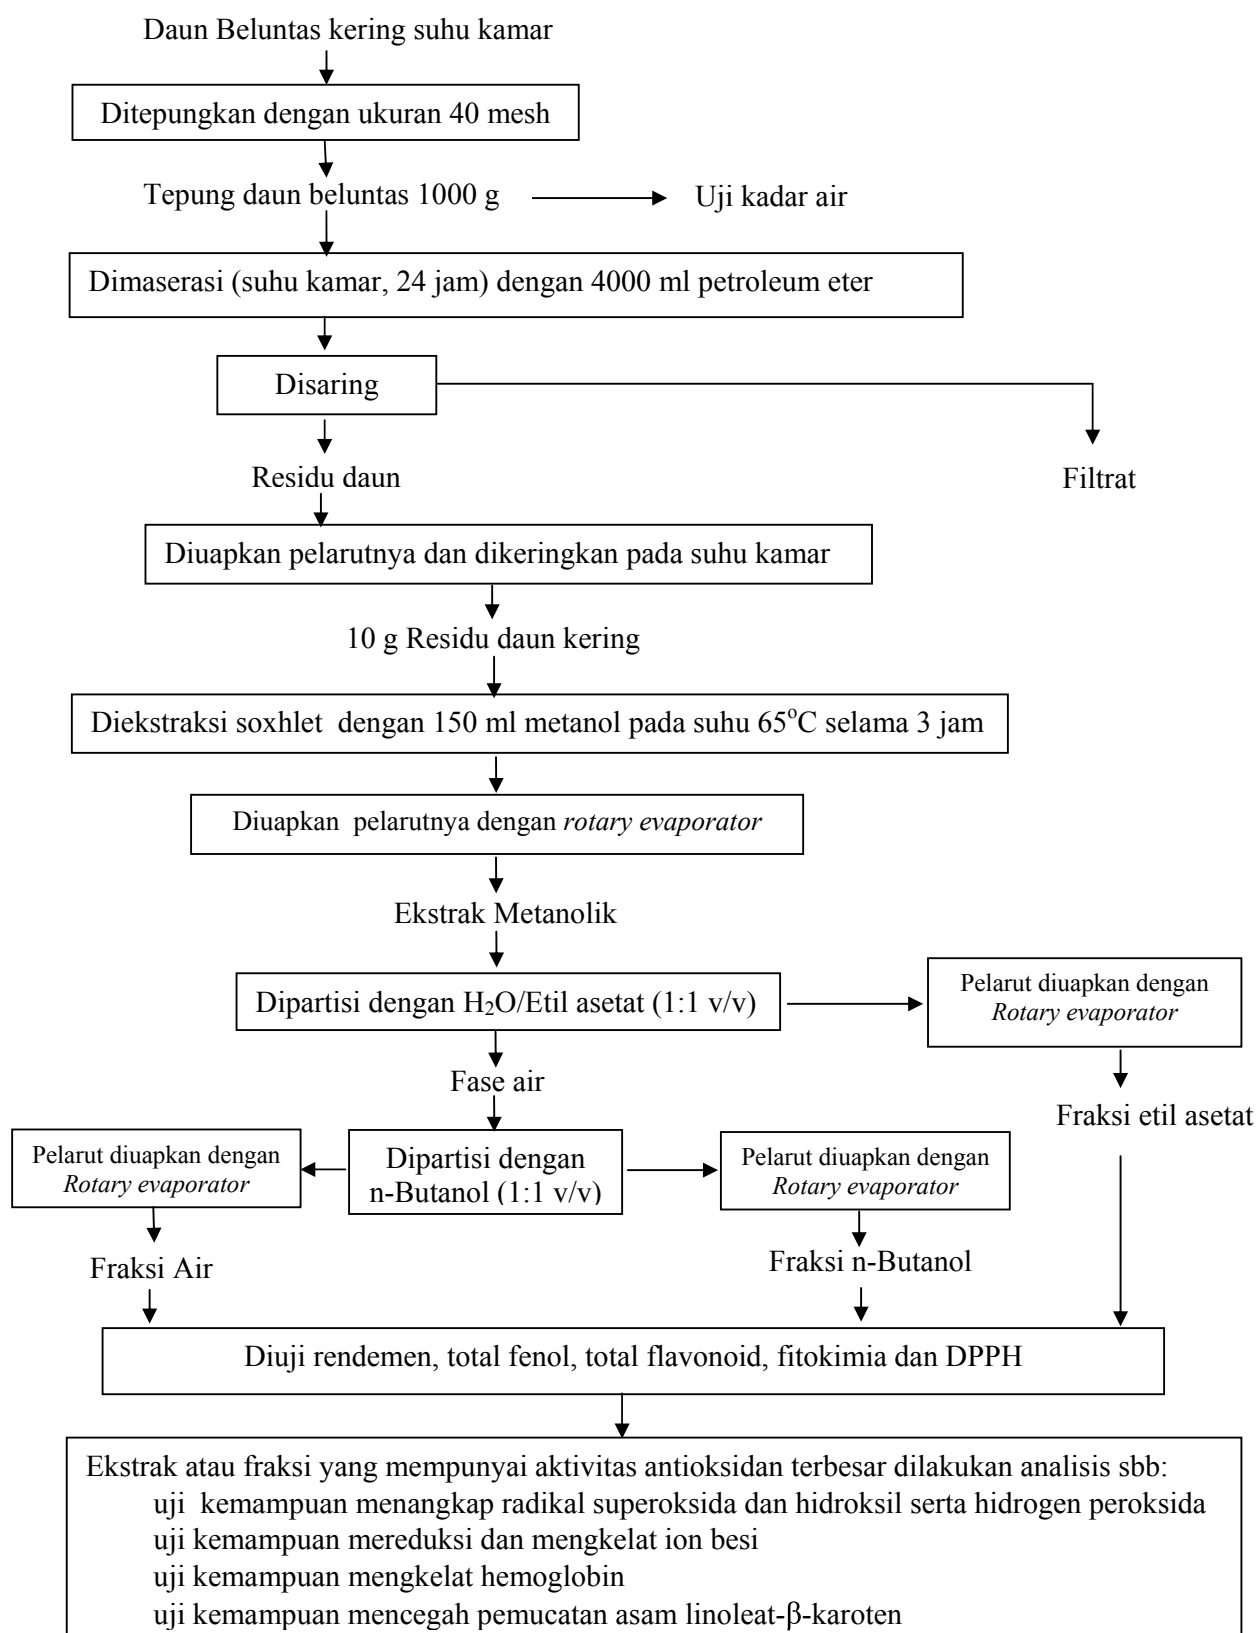 Daun Beluntas kering suhu kamar
Ditepungkan dengan ukuran 40 mesh
Tepung daun beluntas 1000 g
Uji kadar air
Dimaserasi (suhu kamar, 24 jam) dengan 4000 ml petroleum eter
Disaring
Residu daun
Filtrat
Diuapkan pelarutnya dan dikeringkan pada suhu kamar
10 g Residu daun kering
Diekstraksi soxhlet dengan 150 ml metanol pada suhu 65°C selama 3 jam
Diuapkan pelarutnya dengan rotary evaporator
Ekstrak Metanolik
Dipartisi dengan H₂O/Etil asetat (1:1 v/v)
Pelarut diuapkan dengan
Rotary evaporator
Fase air
Fraksi etil asetat
Pelarut diuapkan dengan
Rotary evaporator
Dipartisi dengan
n-Butanol (1:1 v/v)
Pelarut diuapkan dengan
Rotary evaporator
Fraksi Air
Fraksi n-Butanol
Diuji rendemen, total fenol, total flavonoid, fitokimia dan DPPH
Ekstrak atau fraksi yang mempunyai aktivitas antioksidan terbesar dilakukan analisis sbb:
uji kemampuan menangkap radikal superoksida dan hidroksil serta hidrogen peroksida
uji kemampuan mereduksi dan mengkelat ion besi
uji kemampuan mengkelat hemoglobin
uji kemampuan mencegah pemucatan asam linoleat-β-karoten